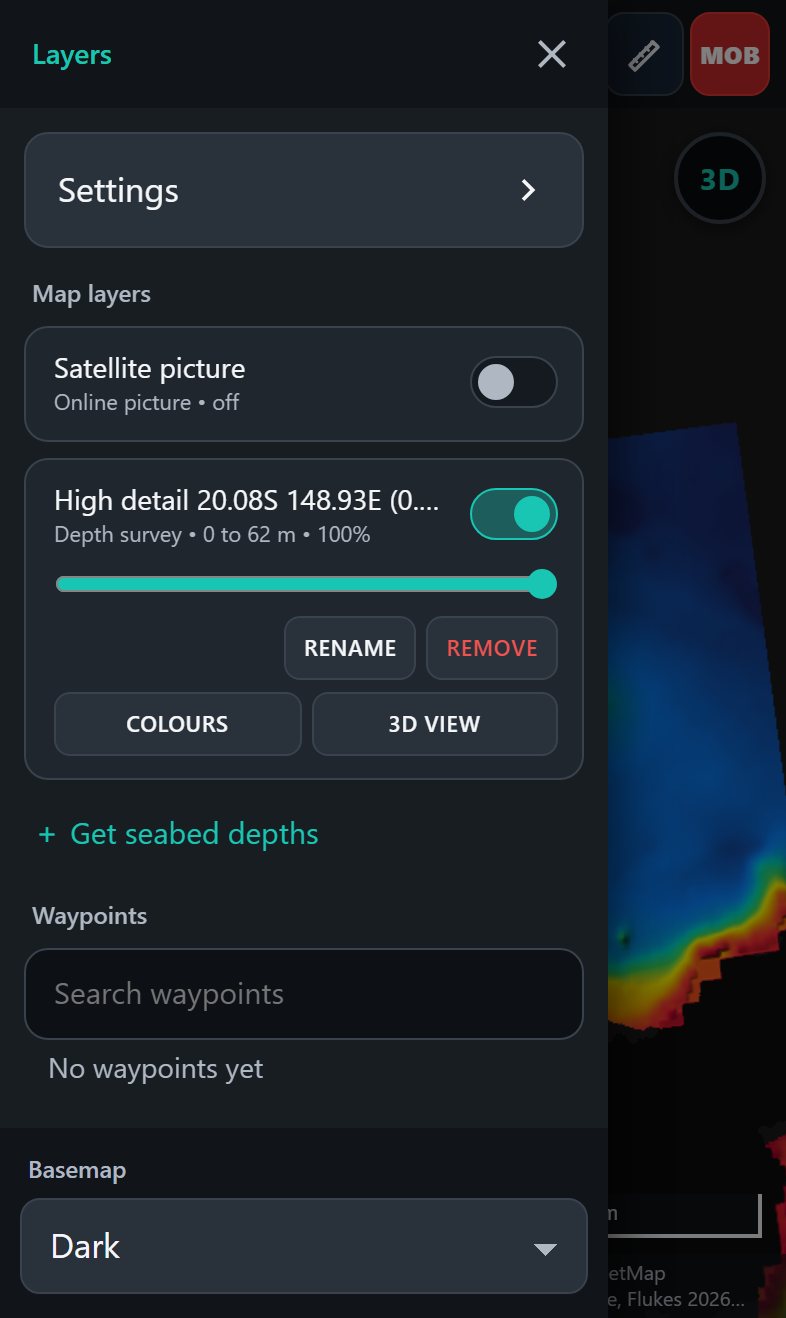 Layers
MOB
Settings
3D
Map layers
Satellite picture
Online picture • off
High detail 20.08S 148.93E (0....
Depth survey • 0 to 62 m • 100%
RENAME
REMOVE
COLOURS
3D VIEW
+ Get seabed depths
Waypoints
Search waypoints
No waypoints yet
Basemap
Dark
m
etMap
e, Flukes 2026...